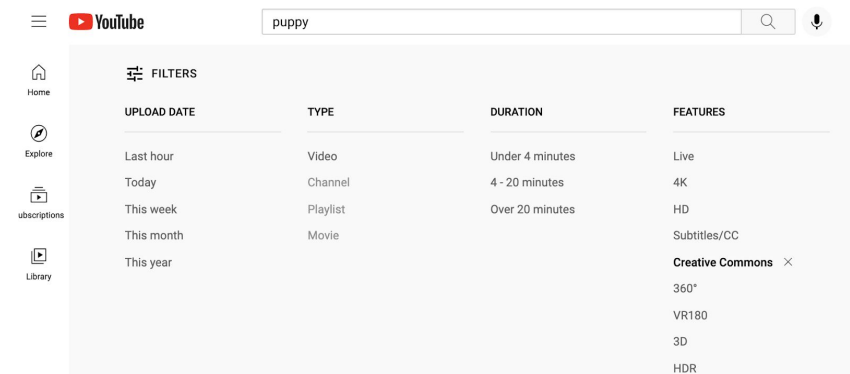 YouTube
puppy
Home
Explore
ubscriptions
Library
FILTERS
UPLOAD DATE
Last hour
Today
This week
This month
This year
TYPE
Video
Channel
Playlist
Movie
DURATION
Under 4 minutes
4 - 20 minutes
Over 20 minutes
FEATURES
Live
4K
HD
Subtitles/CC
Creative Commons
360°
VR180
3D
HDR